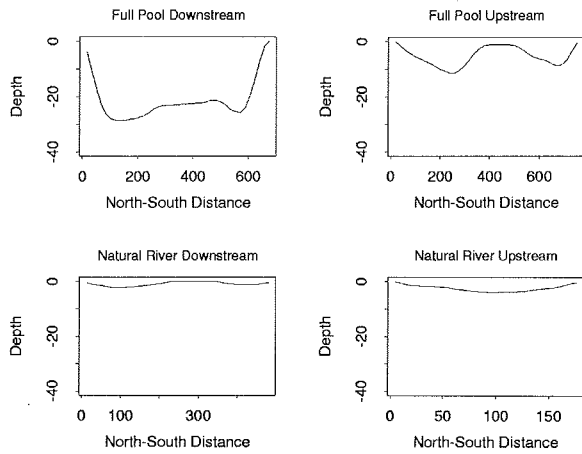 Full Pool Downstream
Depth
0
-20
-40
0 200 400 600
North-South Distance
Full Pool Upstream
Depth
0
-20
-40
0 200 400 600
North-South Distance
Natural River Downstream
Depth
0
-20
-40
0 100 300
North-South Distance
Natural River Upstream
Depth
0
-20
-40
0 50 100 150
North-South Distance